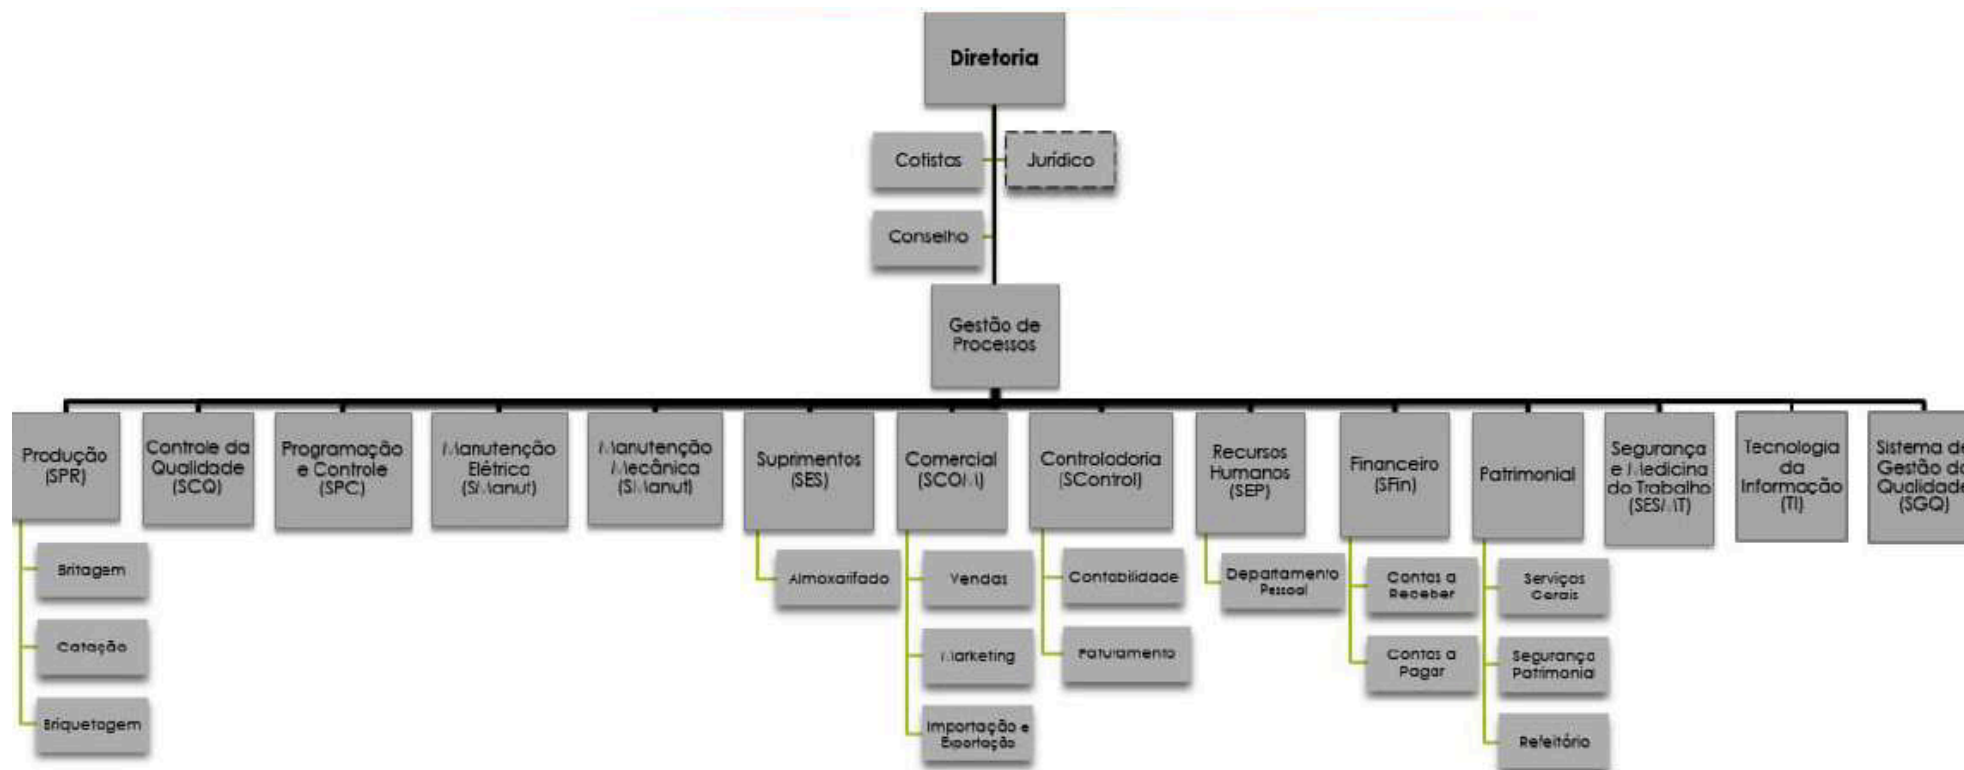 Diretoria
Cotistas
Jurídico
Conselho
Gestão de
Processos
Produção
(SPR)
Controle da
Qualidade
(SCQ)
Programação
e Controle
(SPC)
Manutenção
Elétrica
(SManut)
Manutenção
Mecânica
(SManut)
Suprimentos
(SES)
Comercial
(SCOM)
Controladoria
(SControl)
Recursos
Humanos
(SEP)
Financeiro
(SFin)
Patrimonial
Segurança
e Medicina
do Trabalho
(SESMT)
Tecnologia
da
Informação
(TI)
Sistema de
Gestão da
Qualidade
(SGQ)
Britagem
Catação
Briquetagem
Almoxarifado
Vendas
Marketing
Importação e
Exportação
Contabilidade
Faturamento
Departamento
Pessoal
Contas a
Receber
Contas a
Pagar
Serviços
Gerais
Segurança
Patrimonial
Refeitório